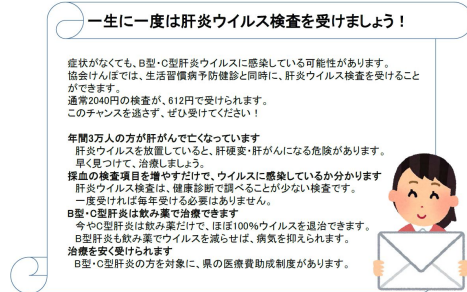 一生に一度は肝炎ウイルス検査を受けましょう！
症状がなくても、B型・C型肝炎ウイルスに感染している可能性があります。
協会けんぽでは、生活習慣病予防健診と同時に、肝炎ウイルス検査を受けること
ができます。
通常2040円の検査が、612円で受けられます。
このチャンスを逃さず、ぜひ受けてください！
年間3万人の方が肝がんで亡くなっています
肝炎ウイルスを放置していると、肝硬変・肝がんになる危険があります。
早く見つけて、治療しましょう。
採血の検査項目を増やすだけで、ウイルスに感染しているか分かります
肝炎ウイルス検査は、健康診断で調べることが少ない検査です。
一度受ければ毎年受ける必要はありません。
B型・C型肝炎は飲み薬で治療できます
今やC型肝炎は飲み薬だけで、ほぼ100%ウイルスを退治できます。
B型肝炎も飲み薬でウイルスを減らせば、病気を抑えられます。
治療を安く受けられます
B型・C型肝炎の方を対象に、県の医療費助成制度があります。